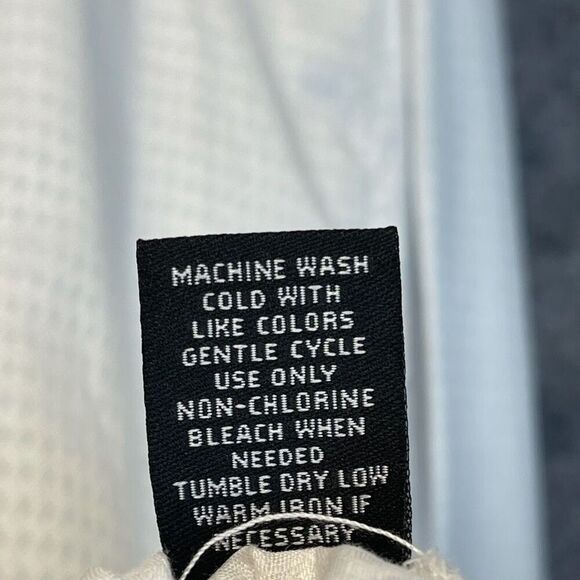 MACHINE WASH
COLD WITH
LIKE COLORS
GENTLE CYCLE
USE ONLY
NON-CHLORINE
BLEACH WHEN
NEEDED
TUMBLE DRY LOW
WARM IRON IF
NECESSARY